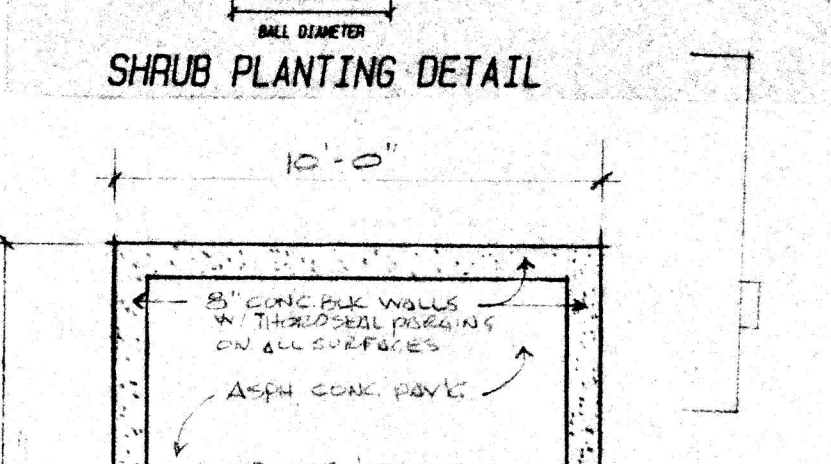 BALL DIAMETER
SHRUB PLANTING DETAIL
10'-0"
8" CONC. BLK WALLS
W/ THOROSEAL PARGING
ON ALL SURFACES
ASPH CONC. PAV'G